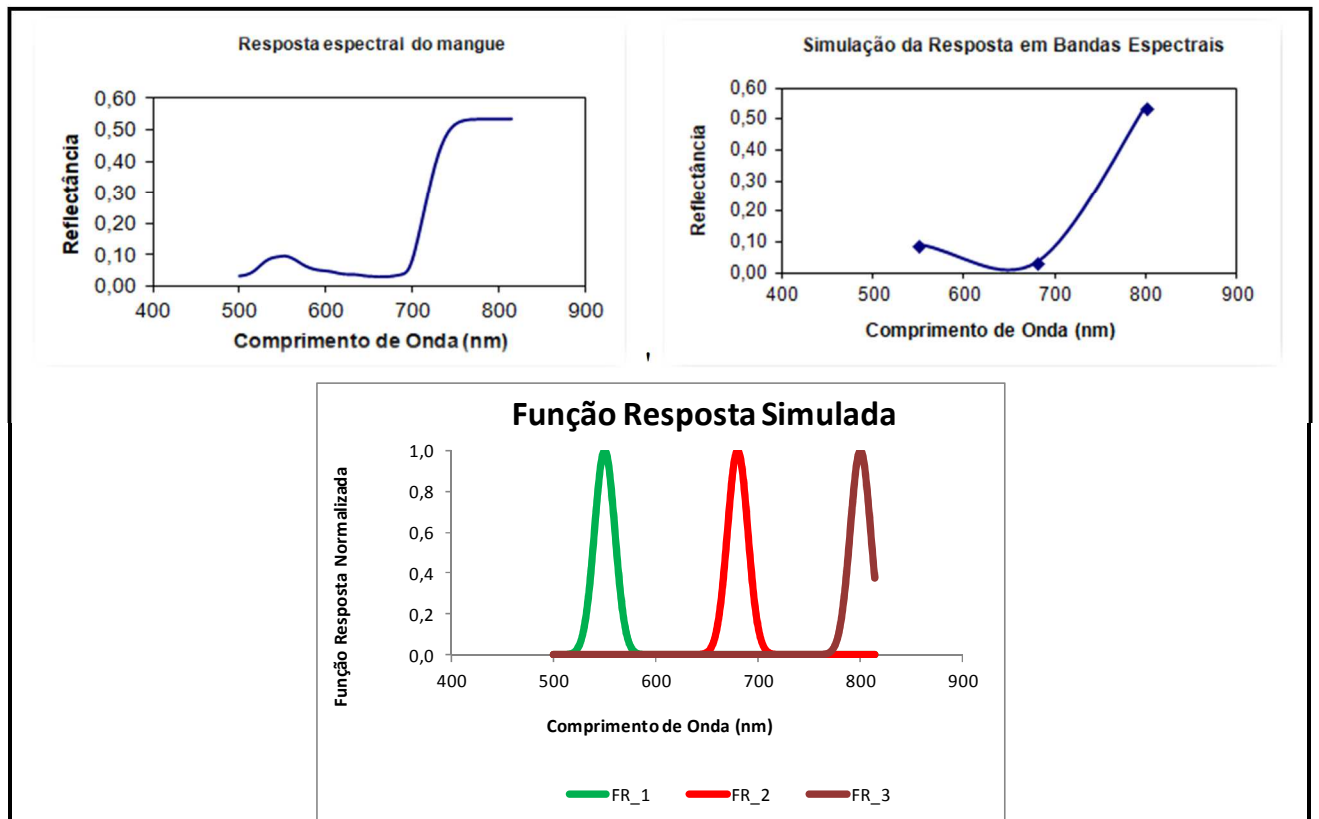 Resposta espectral do mangue
0,60
0,50
0,40
0,30
0,20
0,10
0,00
Reflectância
400 500 600 700 800 900
Comprimento de Onda (nm)
,
Simulação da Resposta em Bandas Espectrais
0,60
0,50
0,40
0,30
0,20
0,10
0,00
Reflectância
400 500 600 700 800 900
Comprimento de Onda (nm)
Função Resposta Simulada
1,0
0,8
0,6
0,4
0,2
0,0
Função Resposta Normalizada
400 500 600 700 800 900
Comprimento de Onda (nm)
FR_1 FR_2 FR_3